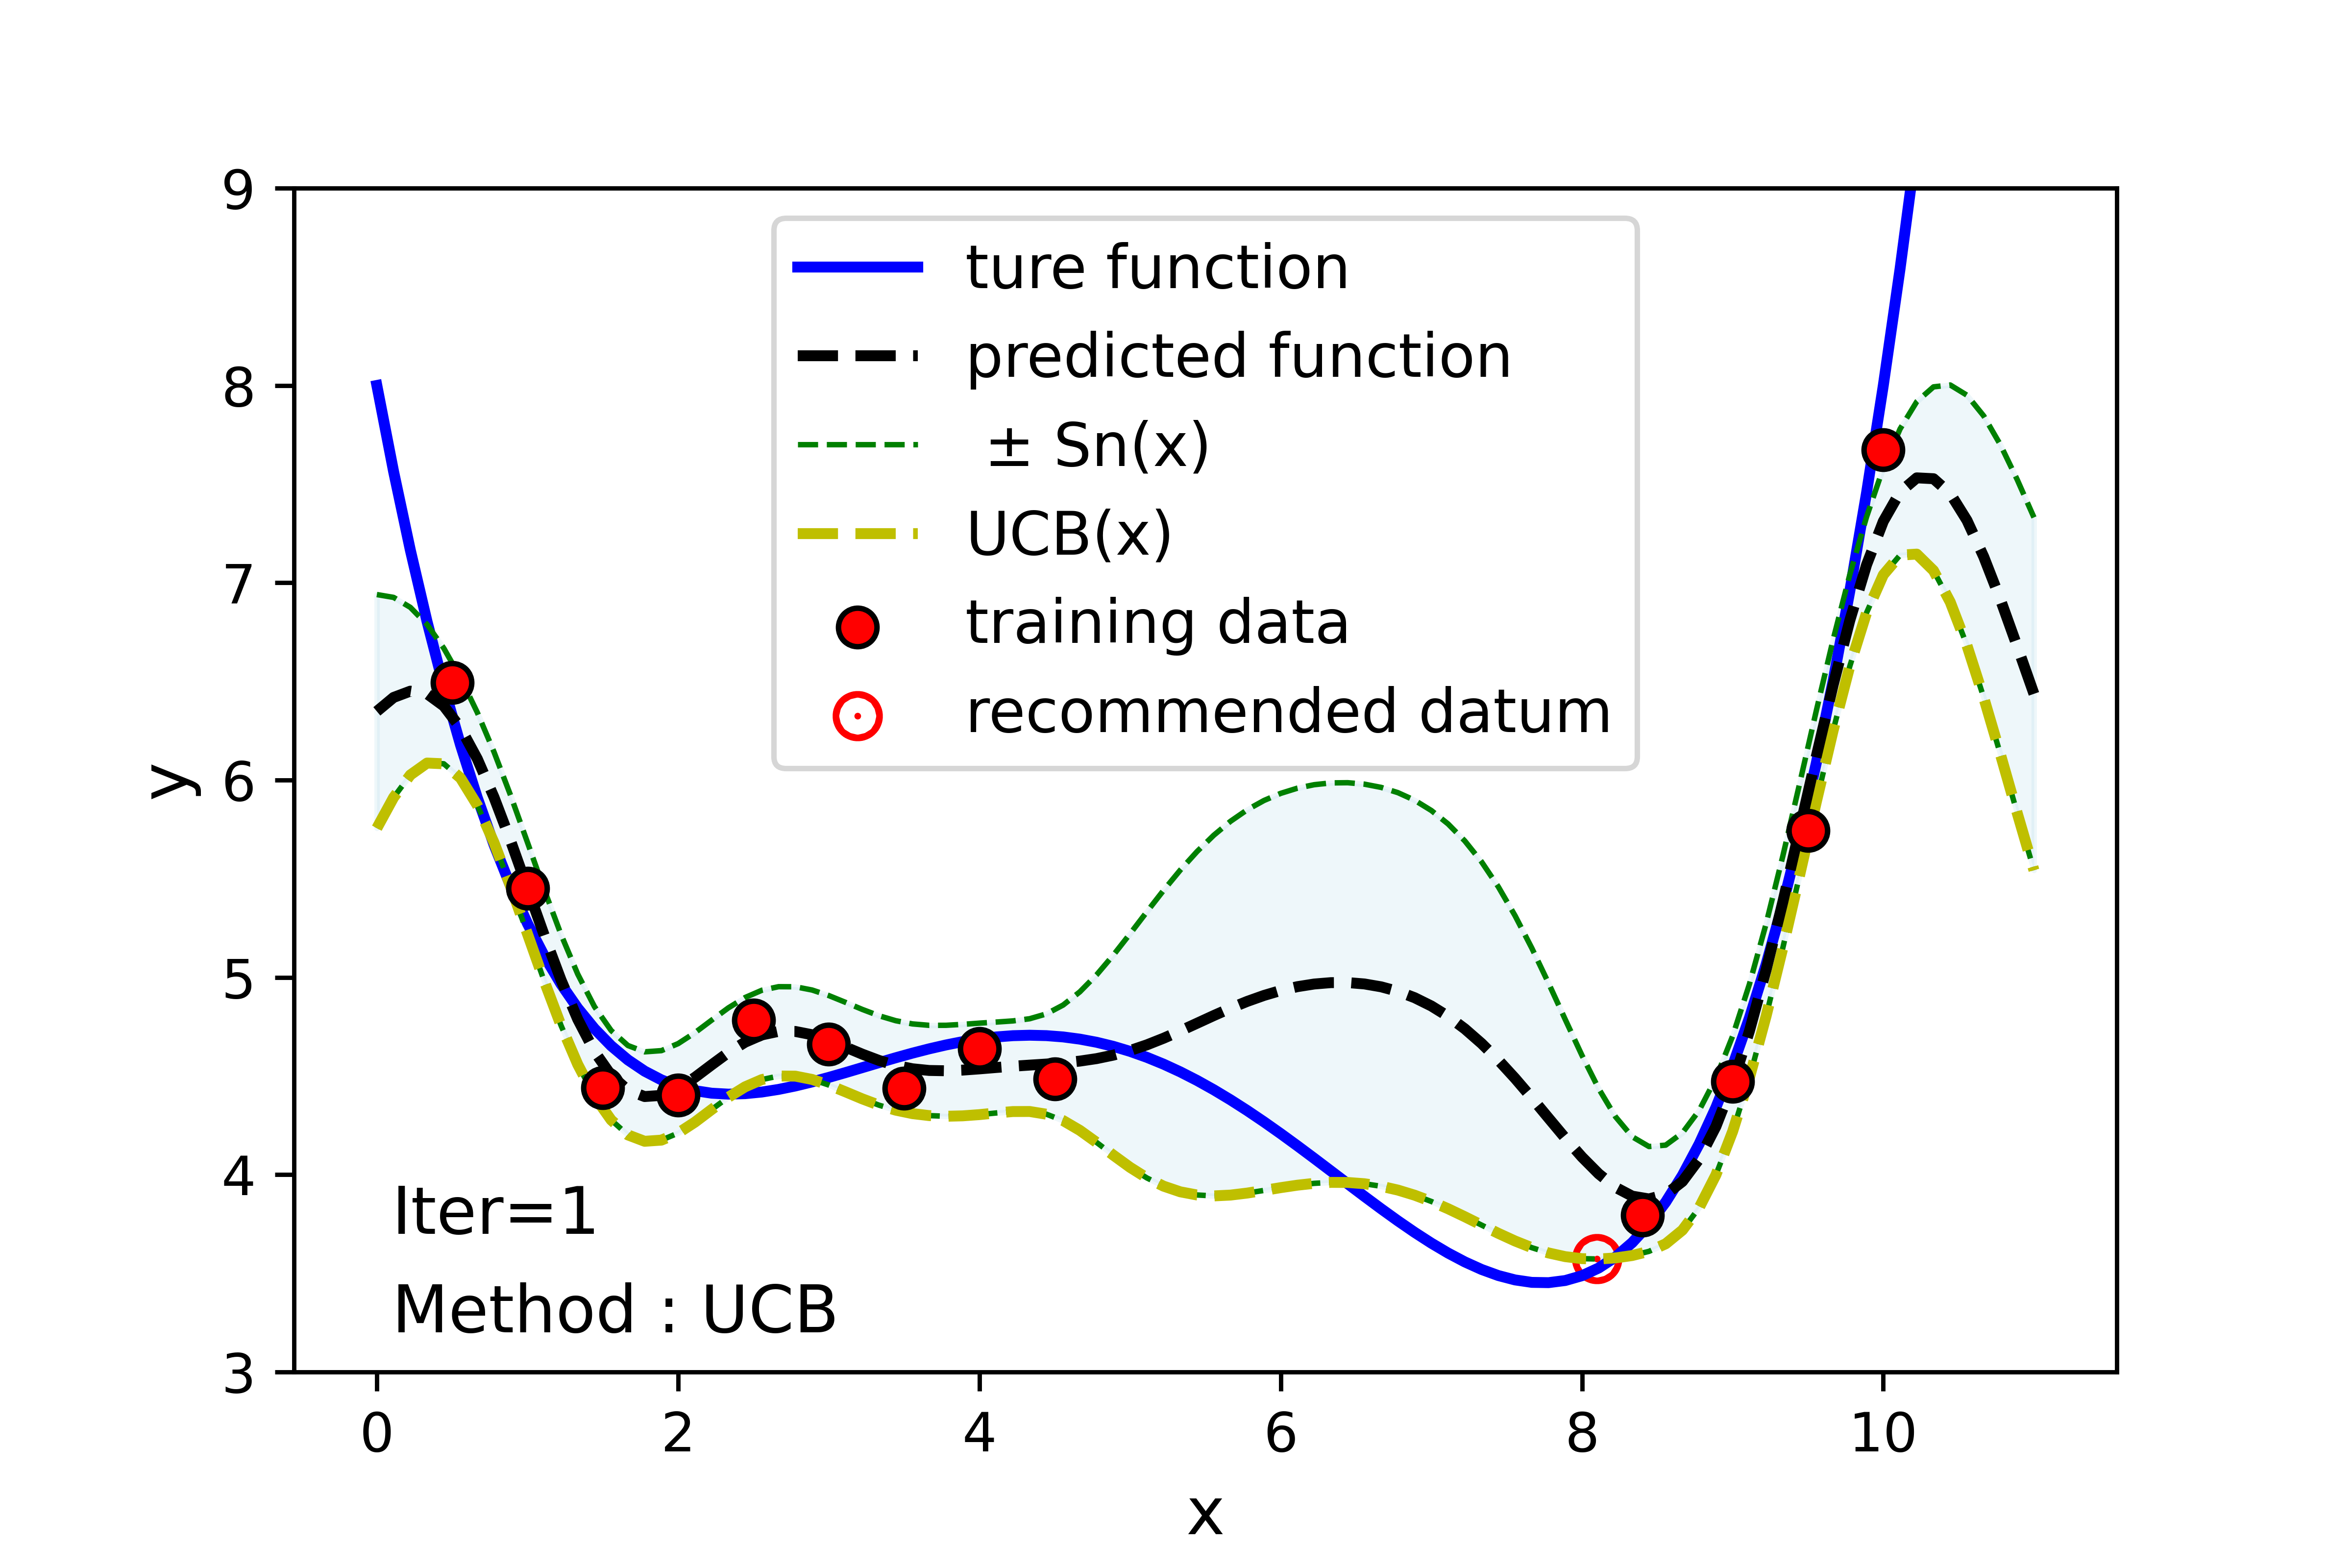 9
8
7
6
5
4
3
y
ture function
predicted function
± Sn(x)
UCB(x)
training data
recommended datum
Iter=1
Method : UCB
0 2 4 6 8 10
x